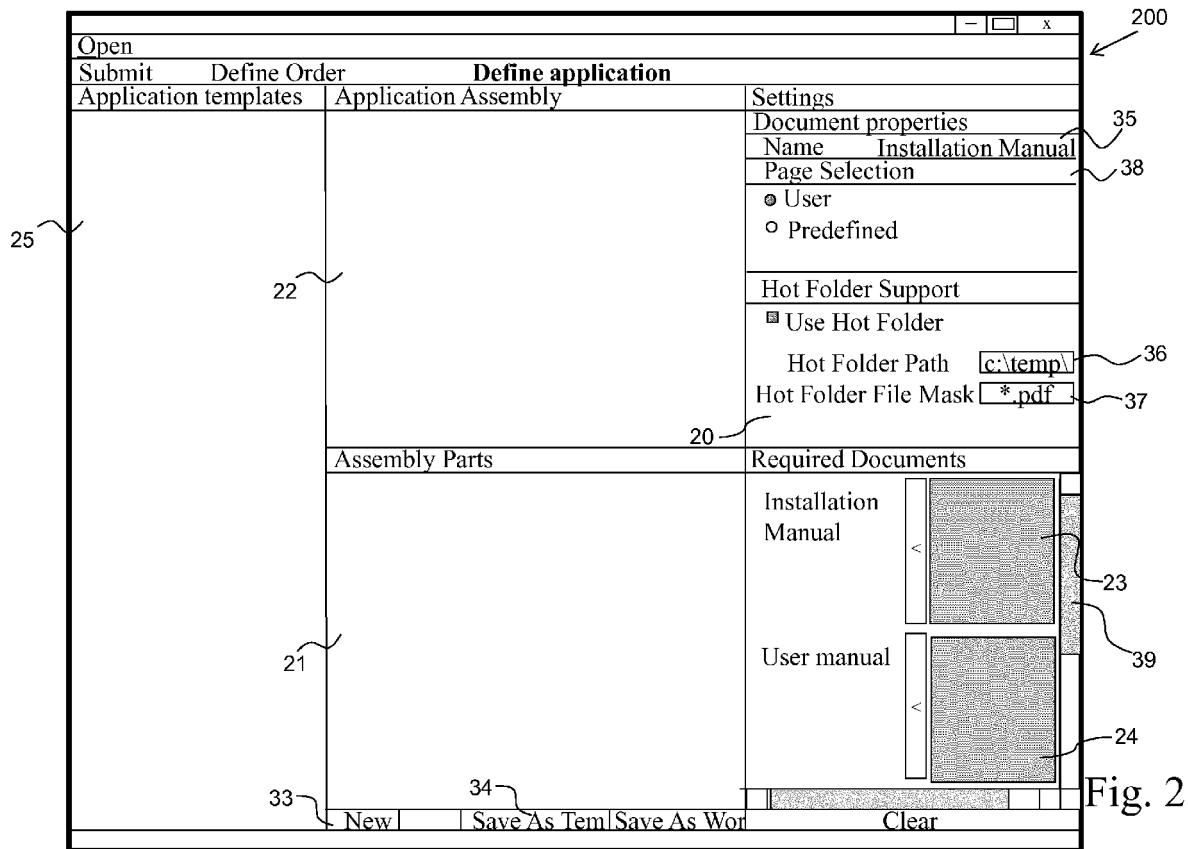 — x
200
Open
Submit Define Order Define application
Application templates Application Assembly Settings
Document properties
35
Name Installation Manual
Page Selection
38
User
25
Predefined
22
Hot Folder Support
Use Hot Folder
Hot Folder Path c:\temp\
36
Hot Folder File Mask *.pdf
37
20
Assembly Parts Required Documents
Installation
Manual
<
23
21
User manual
39
<
24
34
33
Fig. 2
New Save As Tem Save As Wor Clear